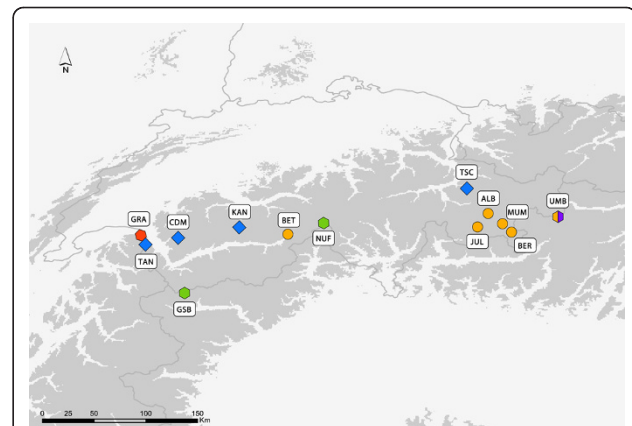 N
TSC
ALB
MUM
UMB
GRA
CDM
KAN
BET
NUF
JUL
BER
TAN
GSB
0 25 50 100 150
Km